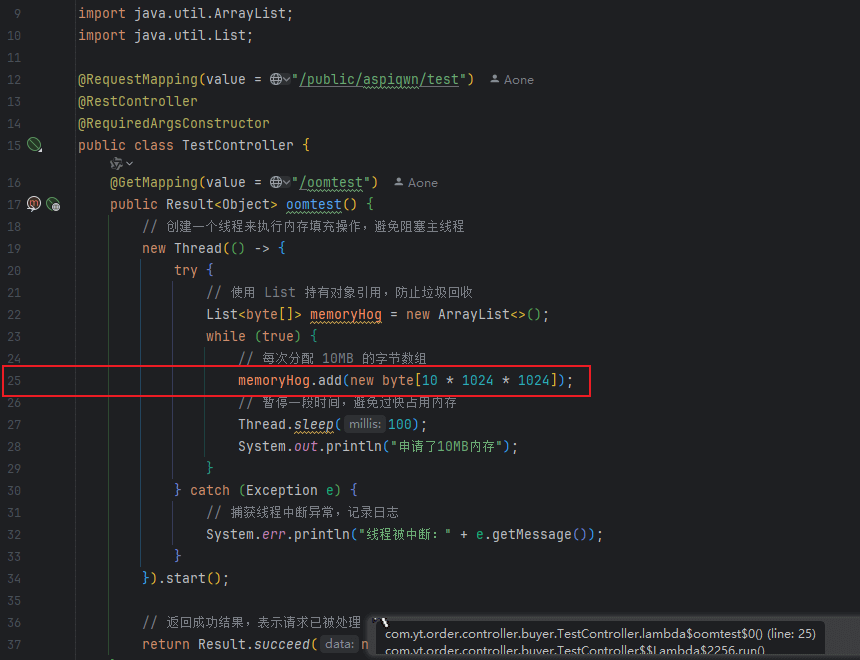 9 import java.util.ArrayList;
10 import java.util.List;
11
12 @RequestMapping(value = "/public/aspiqwn/test") Aone
13 @RestController
14 @RequiredArgsConstructor
15 public class TestController {
16 @GetMapping(value = "/oomtest") Aone
17 public Result<Object> oomtest() {
18 // 创建一个线程来执行内存填充操作，避免阻塞主线程
19 new Thread(() -> {
20 try {
21 // 使用 List 持有对象引用，防止垃圾回收
22 List<byte[]> memoryHog = new ArrayList<>();
23 while (true) {
24 // 每次分配 10MB 的字节数组
25 memoryHog.add(new byte[10 * 1024 * 1024]);
26 // 暂停一段时间，避免过快占用内存
27 Thread.sleep( millis: 100);
28 System.out.println("申请了10MB内存");
29 }
30 } catch (Exception e) {
31 // 捕获线程中断异常，记录日志
32 System.err.println("线程被中断：" + e.getMessage());
33 }
34 }).start();
35
36 // 返回成功结果，表示请求已被处理
37 return Result.succeed( data: n
com.yt.order.controller.buyer.TestController.lambda$oomtest$0() (line: 25)
com.yt.order.controller.buyer.TestController$$Lambda$2256.run()